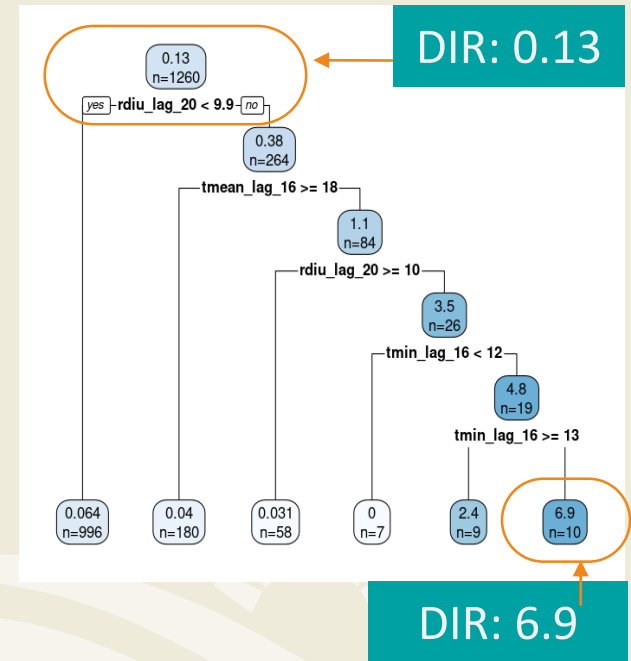 DIR: 0.13
0.13
n=1260
yes rdiu_lag_20 < 9.9 no
0.38
n=264
tmean_lag_16 >= 18
1.1
n=84
rdiu_lag_20 >= 10
3.5
n=26
tmin_lag_16 < 12
4.8
n=19
tmin_lag_16 >= 13
0.064 0.04 0.031 0 2.4 6.9
n=996 n=180 n=58 n=7 n=9 n=10
DIR: 6.9